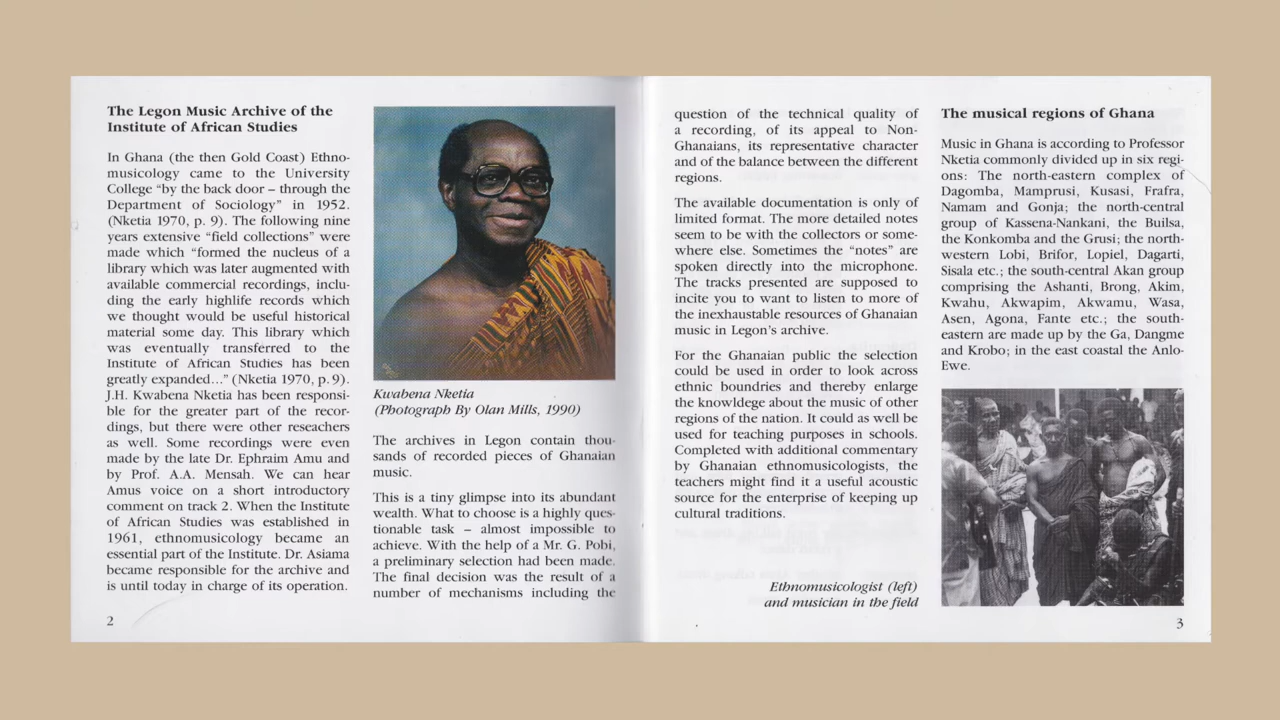 The Legon Music Archive of the
Institute of African Studies
In Ghana (the then Gold Coast) Ethno-
musicology came to the University
College “by the back door – through the
Department of Sociology” in 1952.
(Nketia 1970, p. 9). The following nine
years extensive “field collections” were
made which “formed the nucleus of a
library which was later augmented with
available commercial recordings, inclu-
ding the early highlife records which
we thought would be useful historical
material some day. This library which
was eventually transferred to the
Institute of African Studies has been
greatly expanded...” (Nketia 1970, p. 9).
J.H. Kwabena Nketia has been responsi-
ble for the greater part of the recor-
dings, but there were other reseachers
as well. Some recordings were even
made by the late Dr. Ephraim Amu and
by Prof. A.A. Mensah. We can hear
Amus voice on a short introductory
comment on track 2. When the Institute
of African Studies was established in
1961, ethnomusicology became an
essential part of the Institute. Dr. Asiama
became responsible for the archive and
is until today in charge of its operation.
2
Kwabena Nketia
(Photograph By Olan Mills, 1990)
The archives in Legon contain thou-
sands of recorded pieces of Ghanaian
music.
This is a tiny glimpse into its abundant
wealth. What to choose is a highly ques-
tionable task – almost impossible to
achieve. With the help of a Mr. G. Pobi,
a preliminary selection had been made.
The final decision was the result of a
number of mechanisms including the
question of the technical quality of
a recording, of its appeal to Non-
Ghanaians, its representative character
and of the balance between the different
regions.
The available documentation is only of
limited format. The more detailed notes
seem to be with the collectors or some-
where else. Sometimes the “notes” are
spoken directly into the microphone.
The tracks presented are supposed to
incite you to want to listen to more of
the inexhaustable resources of Ghanaian
music in Legon’s archive.
For the Ghanaian public the selection
could be used in order to look across
ethnic boundries and thereby enlarge
the knowldege about the music of other
regions of the nation. It could as well be
used for teaching purposes in schools.
Completed with additional commentary
by Ghanaian ethnomusicologists, the
teachers might find it a useful acoustic
source for the enterprise of keeping up
cultural traditions.
Ethnomusicologist (left)
and musician in the field
The musical regions of Ghana
Music in Ghana is according to Professor
Nketia commonly divided up in six regi-
ons: The north-eastern complex of
Dagomba, Mamprusi, Kusasi, Frafra,
Namam and Gonja; the north-central
group of Kassena-Nankani, the Builsa,
the Konkomba and the Grusi; the north-
western Lobi, Brifor, Lopiel, Dagarti,
Sisala etc.; the south-central Akan group
comprising the Ashanti, Brong, Akim,
Kwahu, Akwapim, Akwamu, Wasa,
Asen, Agona, Fante etc.; the south-
eastern are made up by the Ga, Dangme
and Krobo; in the east coastal the Anlo-
Ewe.
3